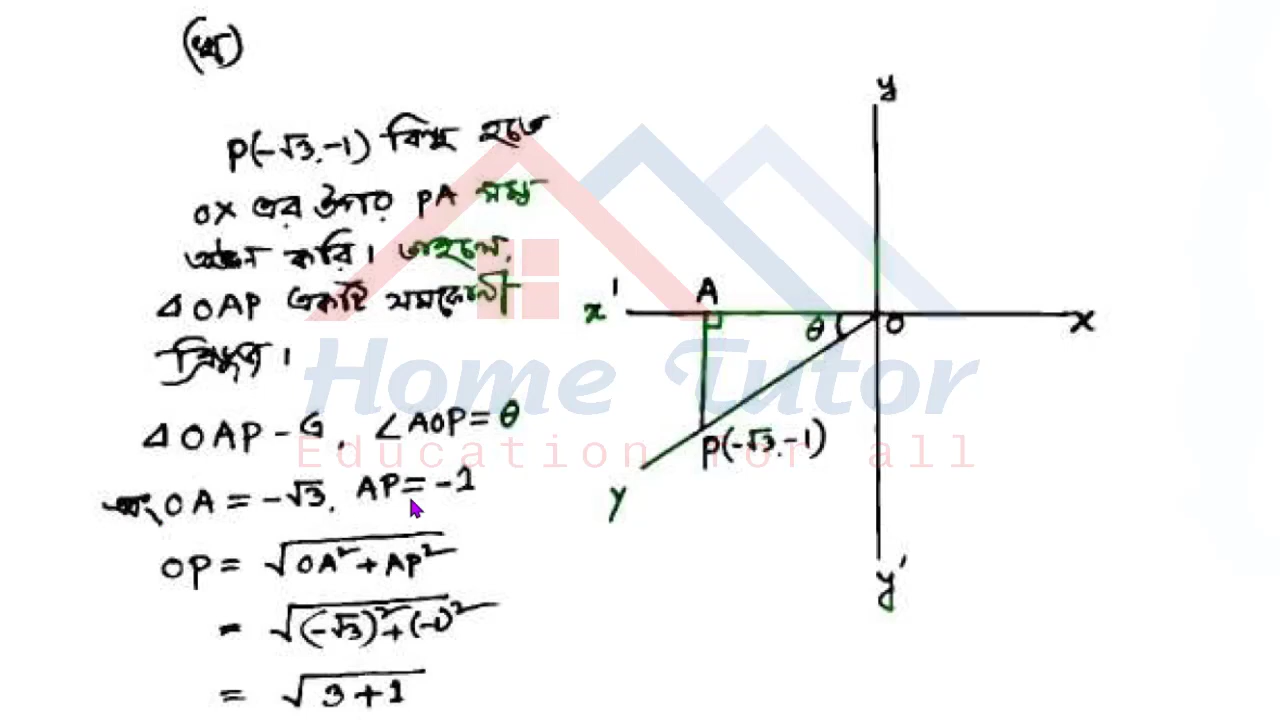 (খ)
P(-√3, -1) বিন্দু হতে
OX এর উপর PA লম্ব
অঙ্কন করি। তাহলে,
△OAP একটি সমকোণী
ত্রিভুজ।
△OAP-এ, ∠AOP = θ
এবং OA = -√3, AP = -1
OP = √(OA² + AP²)
= √((-√3)² + (-1)²)
= √(3+1)
y
x'
A
θ
O
X
P(-√3, -1)
Y
y'
Home Tutor
Education for all